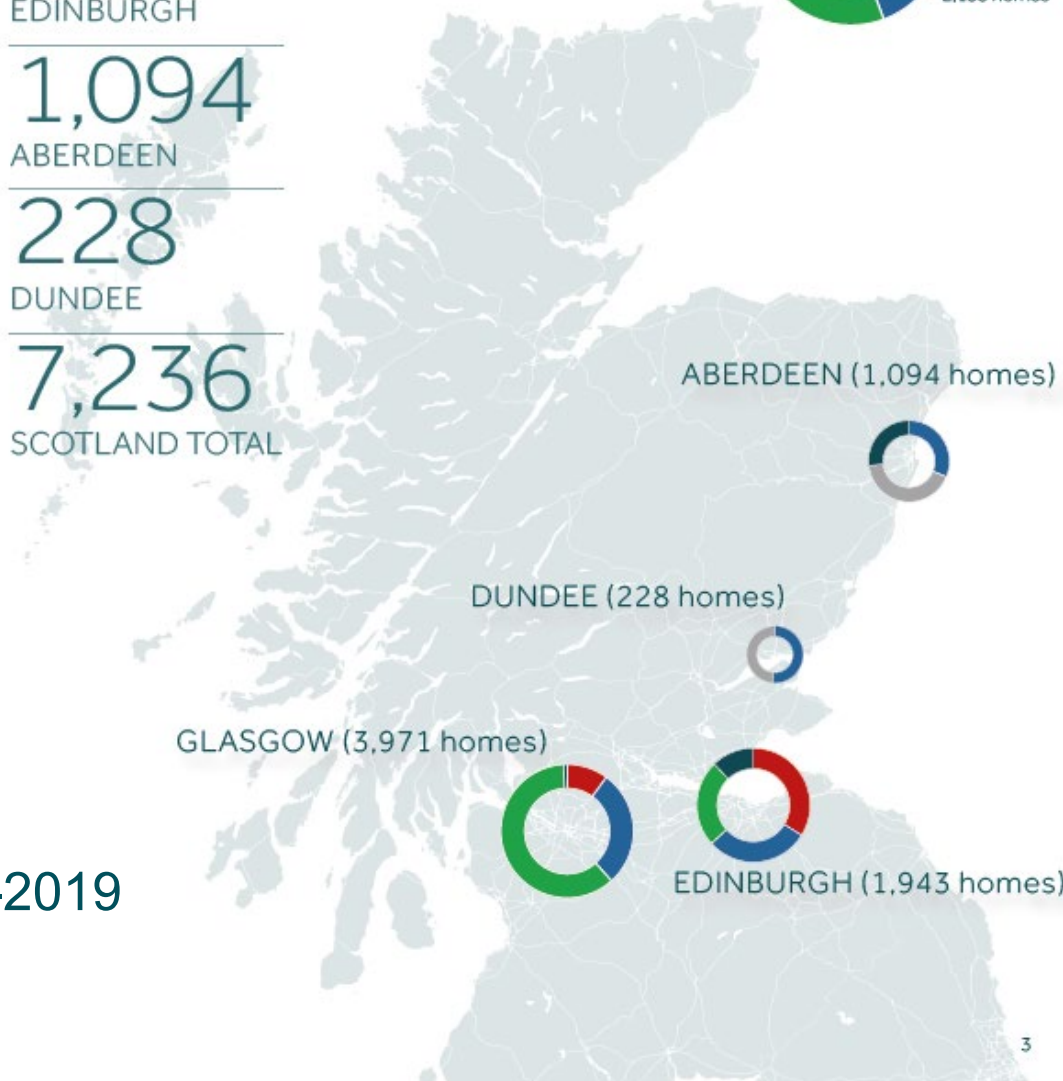 EDINBURGH
1,094
ABERDEEN
228
DUNDEE
7,236
SCOTLAND TOTAL
ABERDEEN (1,094 homes)
DUNDEE (228 homes)
GLASGOW (3,971 homes)
EDINBURGH (1,943 homes)
-2019
3